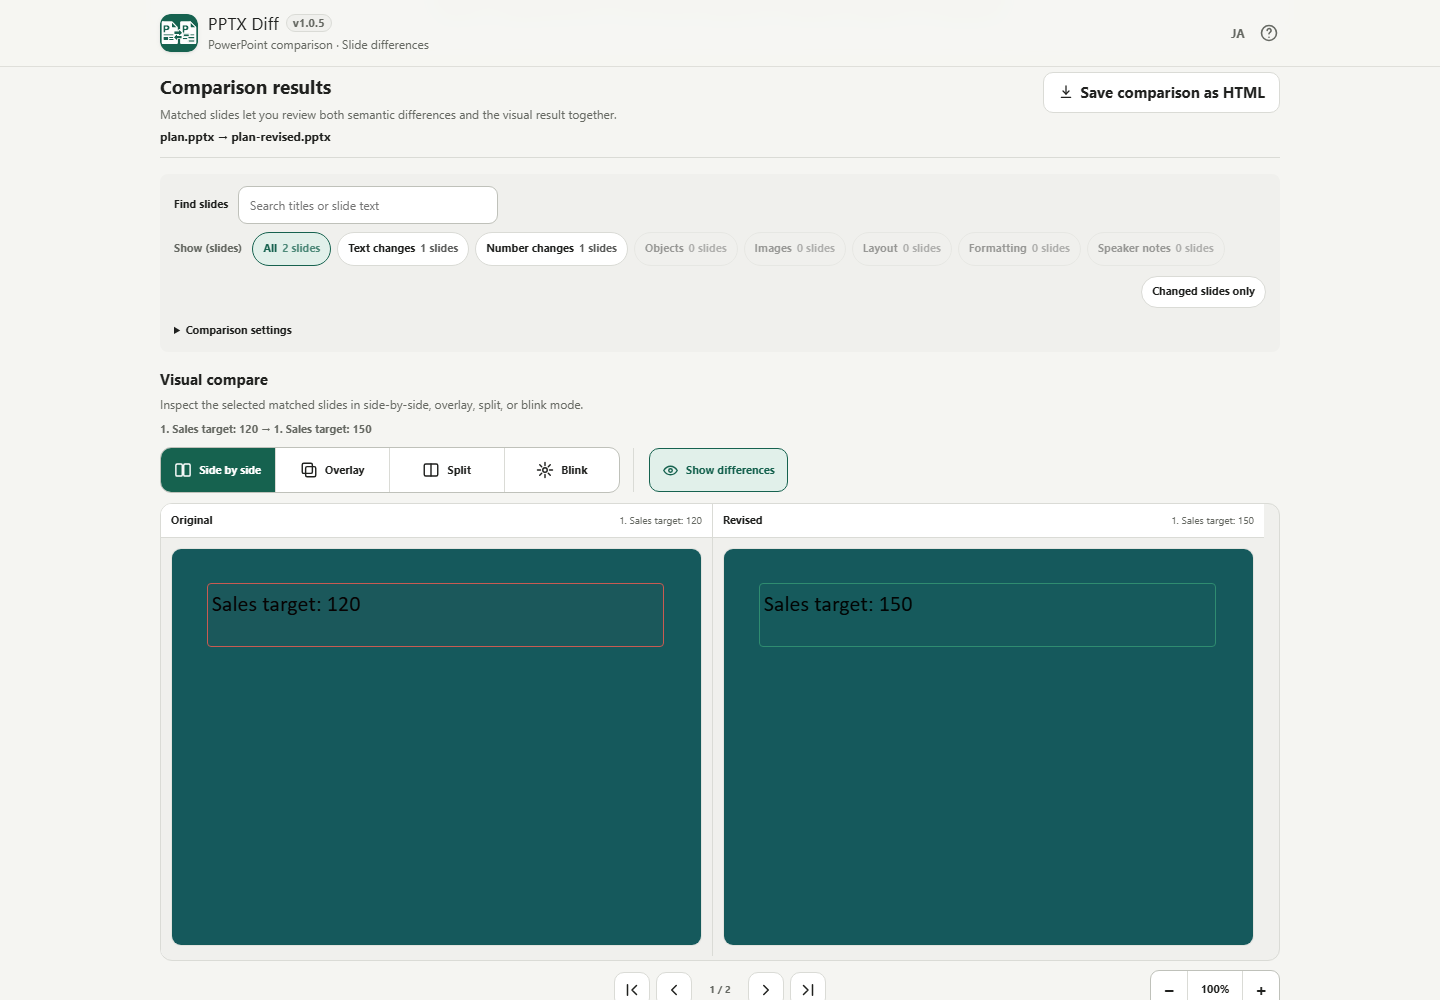 PPTX Diff v1.0.5
PowerPoint comparison · Slide differences
JA
Comparison results
Save comparison as HTML
Matched slides let you review both semantic differences and the visual result together.
plan.pptx → plan-revised.pptx
Find slides
Search titles or slide text
Show (slides)
All 2 slides
Text changes 1 slides
Number changes 1 slides
Objects 0 slides
Images 0 slides
Layout 0 slides
Formatting 0 slides
Speaker notes 0 slides
Changed slides only
Comparison settings
Visual compare
Inspect the selected matched slides in side-by-side, overlay, split, or blink mode.
1. Sales target: 120 → 1. Sales target: 150
Side by side
Overlay
Split
Blink
Show differences
Original
1. Sales target: 120
Revised
1. Sales target: 150
Sales target: 120
Sales target: 150
1 / 2
100%